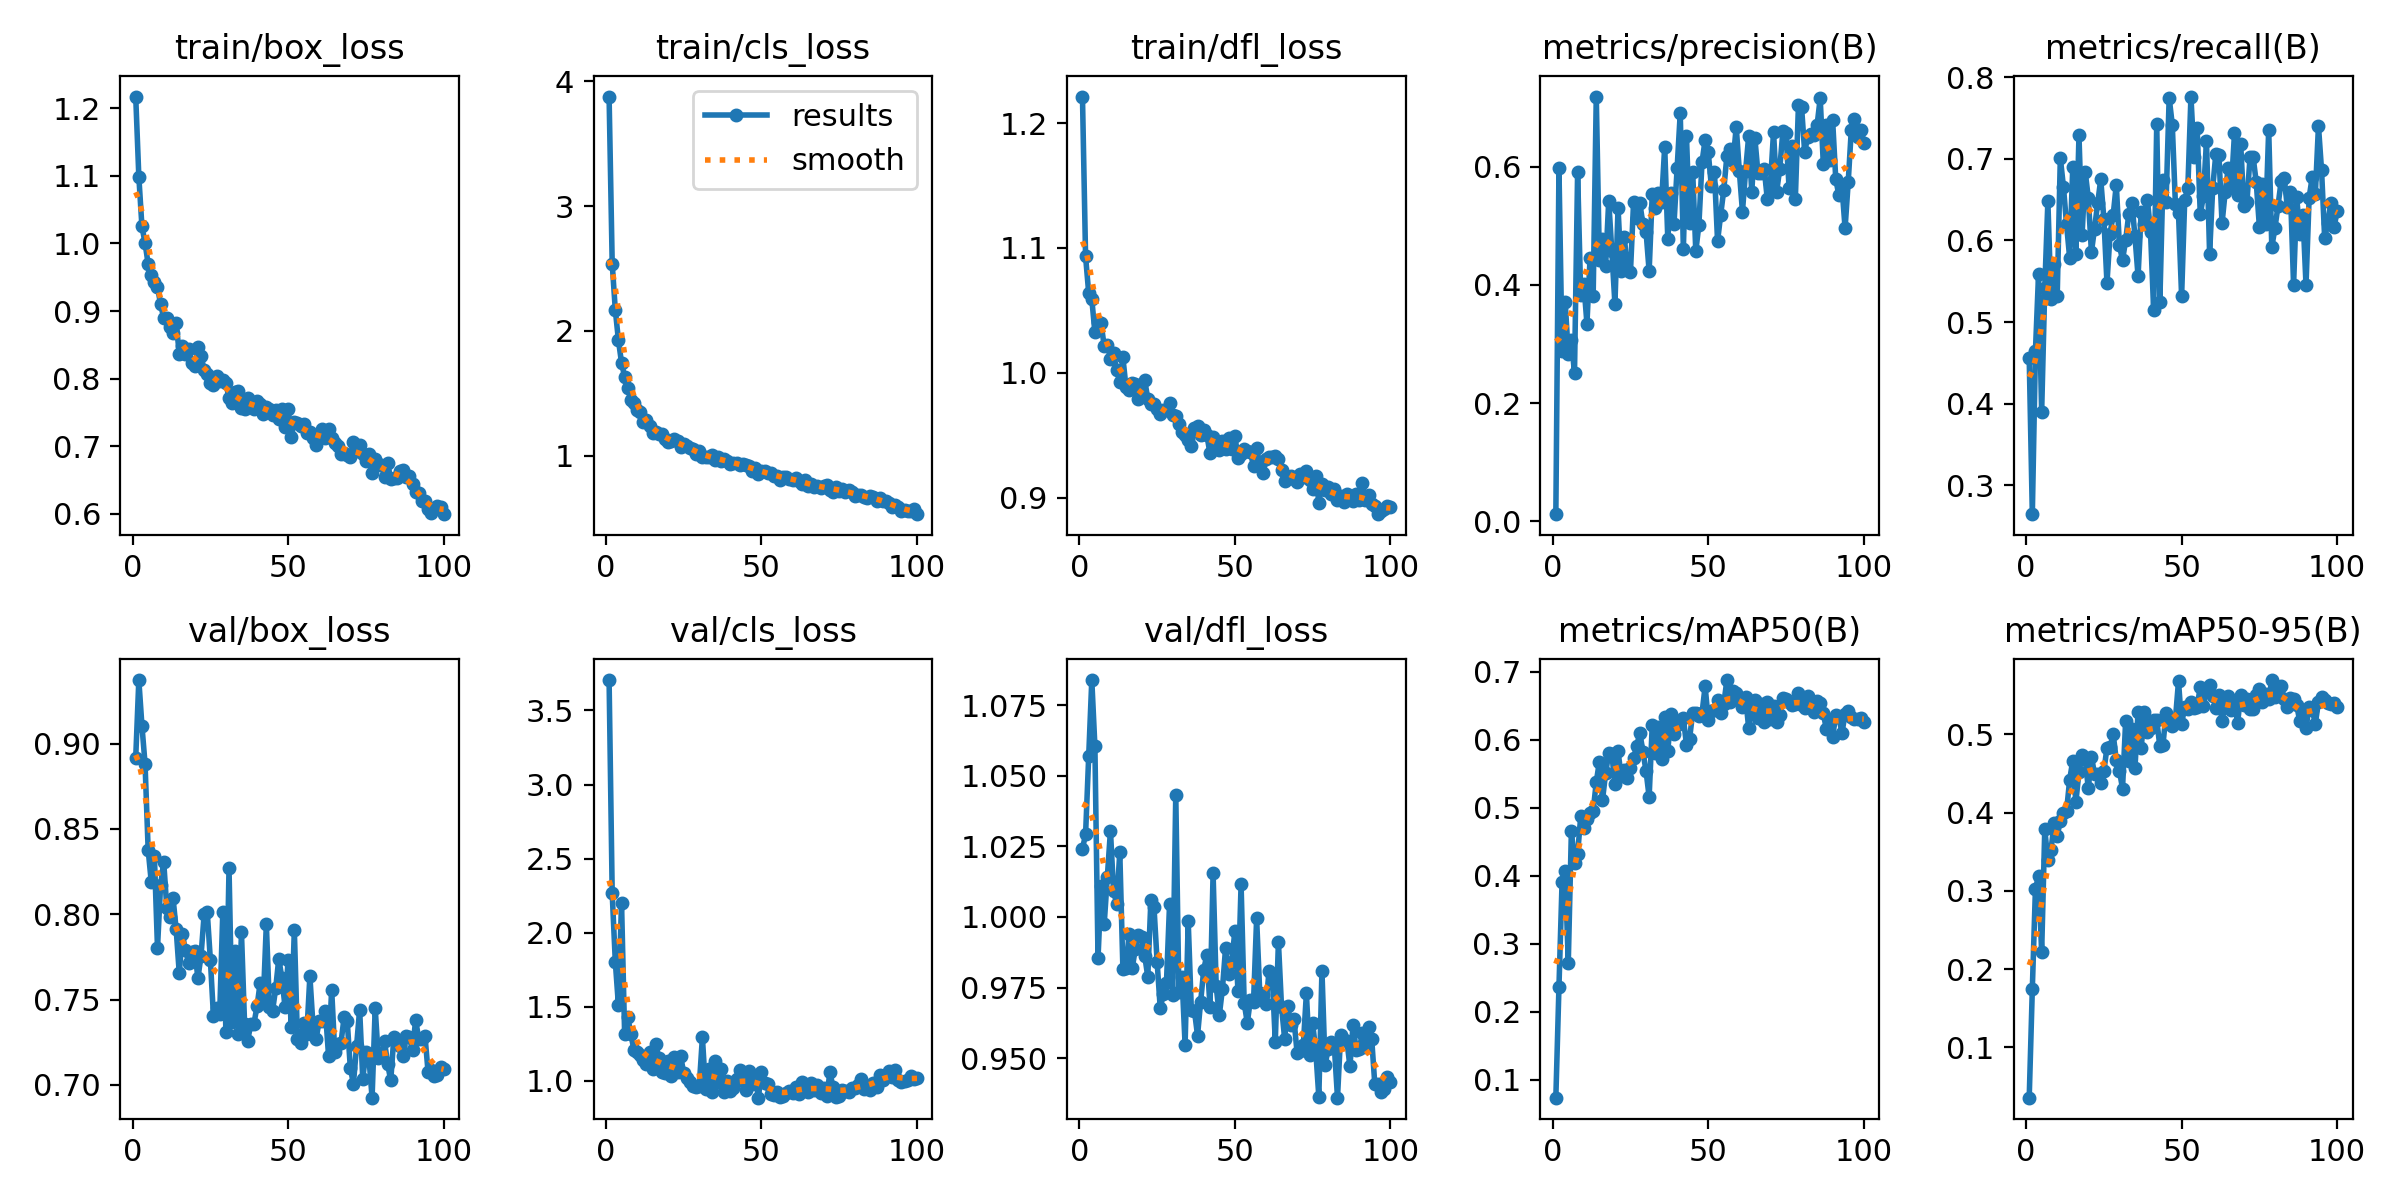 train/box_loss
1.2
1.1
1.0
0.9
0.8
0.7
0.6
0 50 100
train/cls_loss
results
smooth
4
3
2
1
0 50 100
train/dfl_loss
1.2
1.1
1.0
0.9
0 50 100
metrics/precision(B)
0.6
0.4
0.2
0.0
0 50 100
metrics/recall(B)
0.8
0.7
0.6
0.5
0.4
0.3
0 50 100
val/box_loss
0.90
0.85
0.80
0.75
0.70
0 50 100
val/cls_loss
3.5
3.0
2.5
2.0
1.5
1.0
0 50 100
val/dfl_loss
1.075
1.050
1.025
1.000
0.975
0.950
0 50 100
metrics/mAP50(B)
0.7
0.6
0.5
0.4
0.3
0.2
0.1
0 50 100
metrics/mAP50-95(B)
0.5
0.4
0.3
0.2
0.1
0 50 100